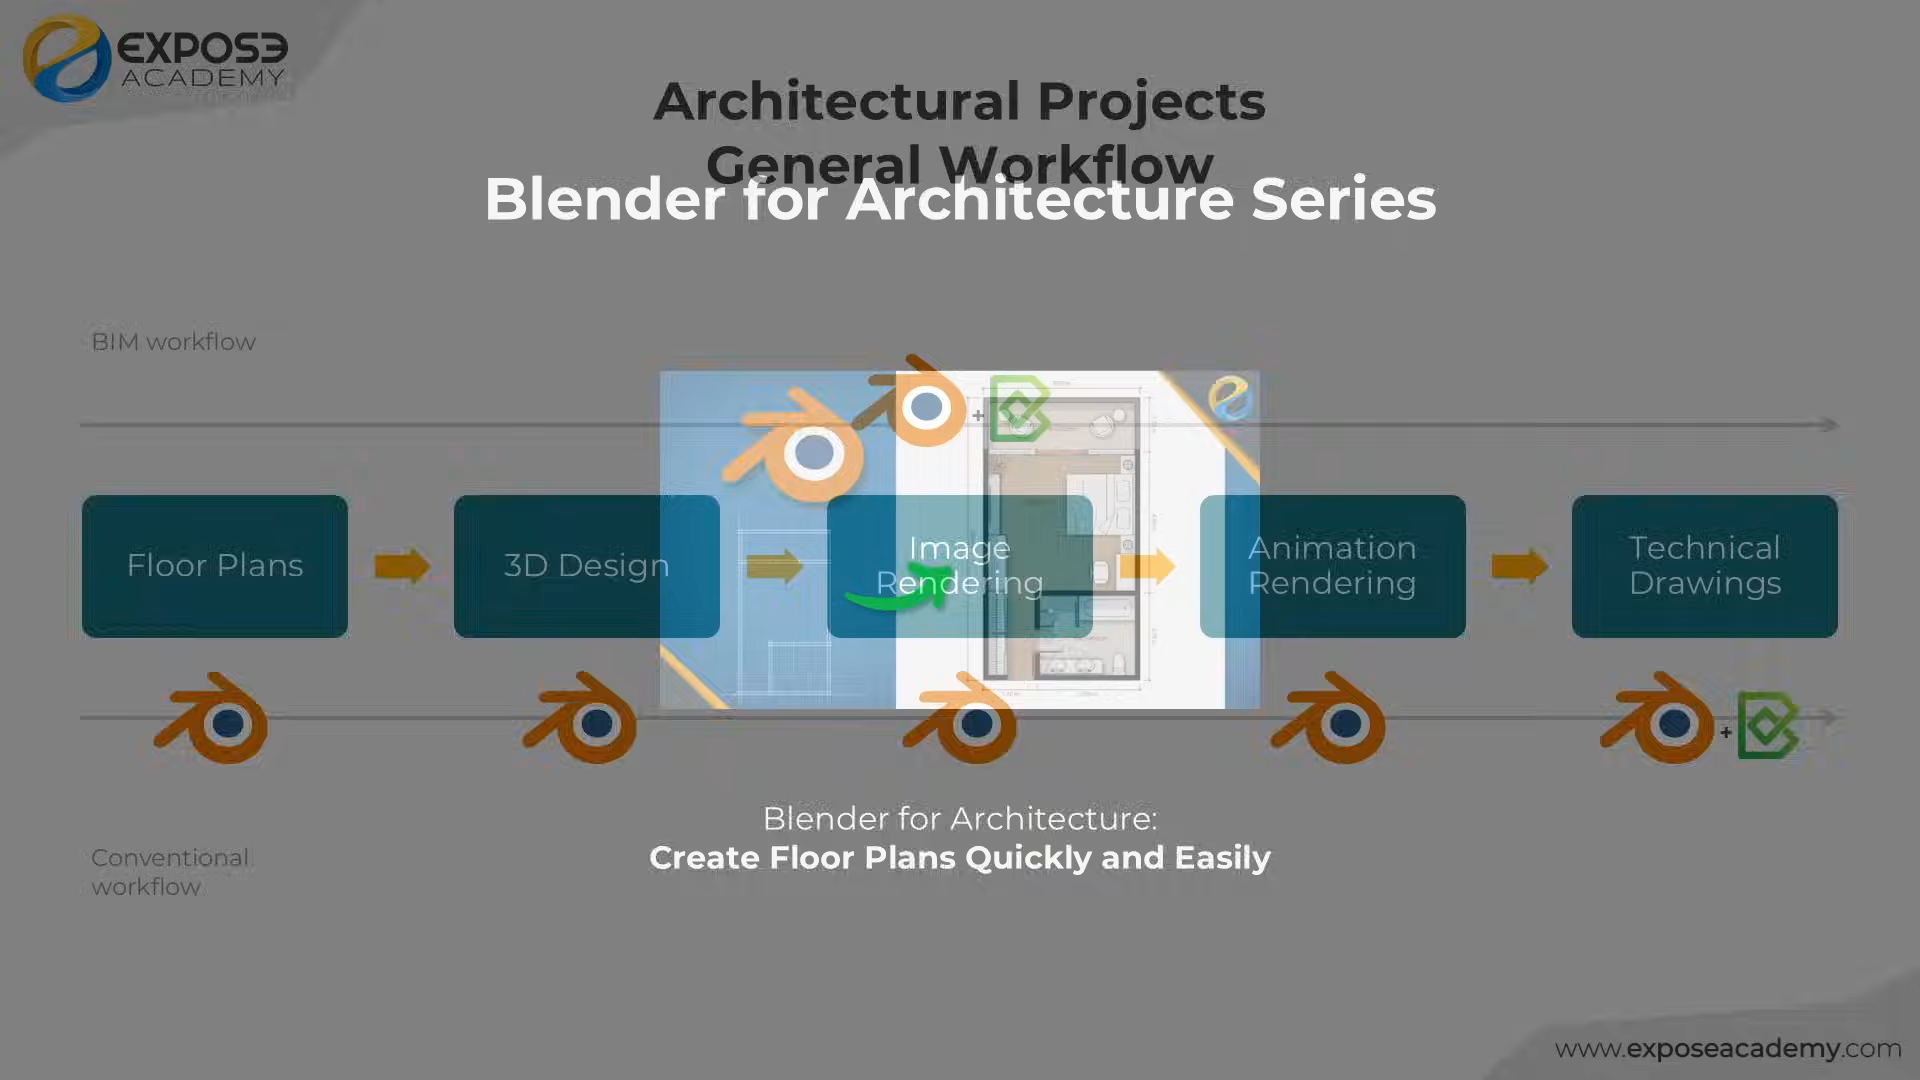 EXPOS3
ACADEMY
Architectural Projects
General Workflow
Blender for Architecture Series
BIM workflow
+
Floor Plans
3D Design
Image
Rendering
Animation
Rendering
Technical
Drawings
+
Blender for Architecture:
Create Floor Plans Quickly and Easily
Conventional
workflow
www.exposeacademy.com